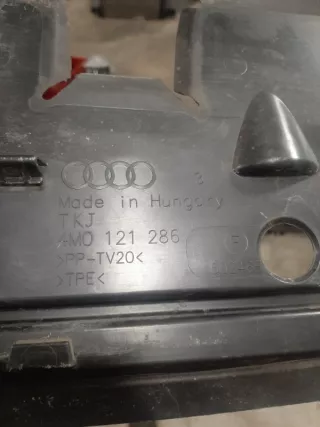 Made in Hungary
TKJ
4M0 121 286
>PP-TV20<
>TPE<